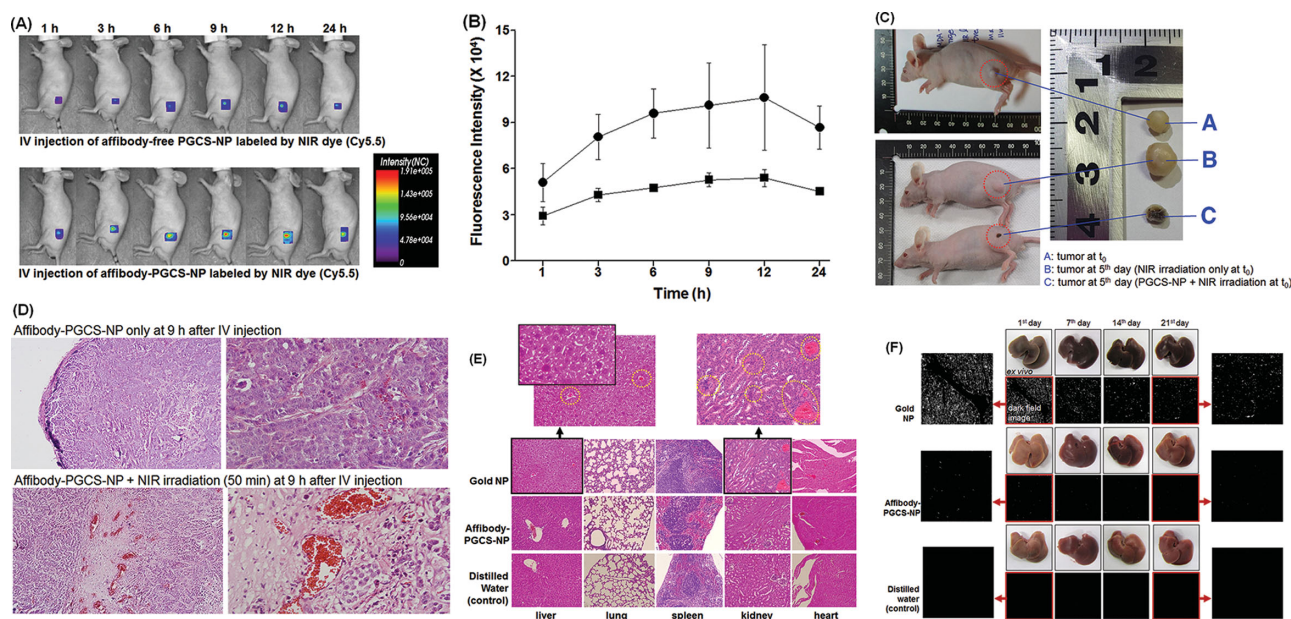 (A)
1 h 3 h 6 h 9 h 12 h 24 h
IV injection of affibody-free PGCS-NP labeled by NIR dye (Cy5.5)
Intensity(NC)
1.91e+005
1.43e+005
9.56e+004
4.78e+004
0
IV injection of affibody-PGCS-NP labeled by NIR dye (Cy5.5)
(B)
Fluorescence Intensity (X 10⁴)
15
12
9
6
3
0
1 3 6 9 12 24
Time (h)
(C)
1 2
1
2
3
4
A
B
C
A: tumor at t₀
B: tumor at 5ᵗʰ day (NIR irradiation only at t₀)
C: tumor at 5ᵗʰ day (PGCS-NP + NIR irradiation at t₀)
(D)
Affibody-PGCS-NP only at 9 h after IV injection
Affibody-PGCS-NP + NIR irradiation (50 min) at 9 h after IV injection
(E)
Gold NP
Affibody-
PGCS-NP
Distilled
Water
(control)
liver lung spleen kidney heart
(F)
1ˢᵗ day 7ᵗʰ day 14ᵗʰ day 21ˢᵗ day
ex vivo
Gold
NP
dark field
image
Affibody-
PGCS-NP
Distilled
water
(control)